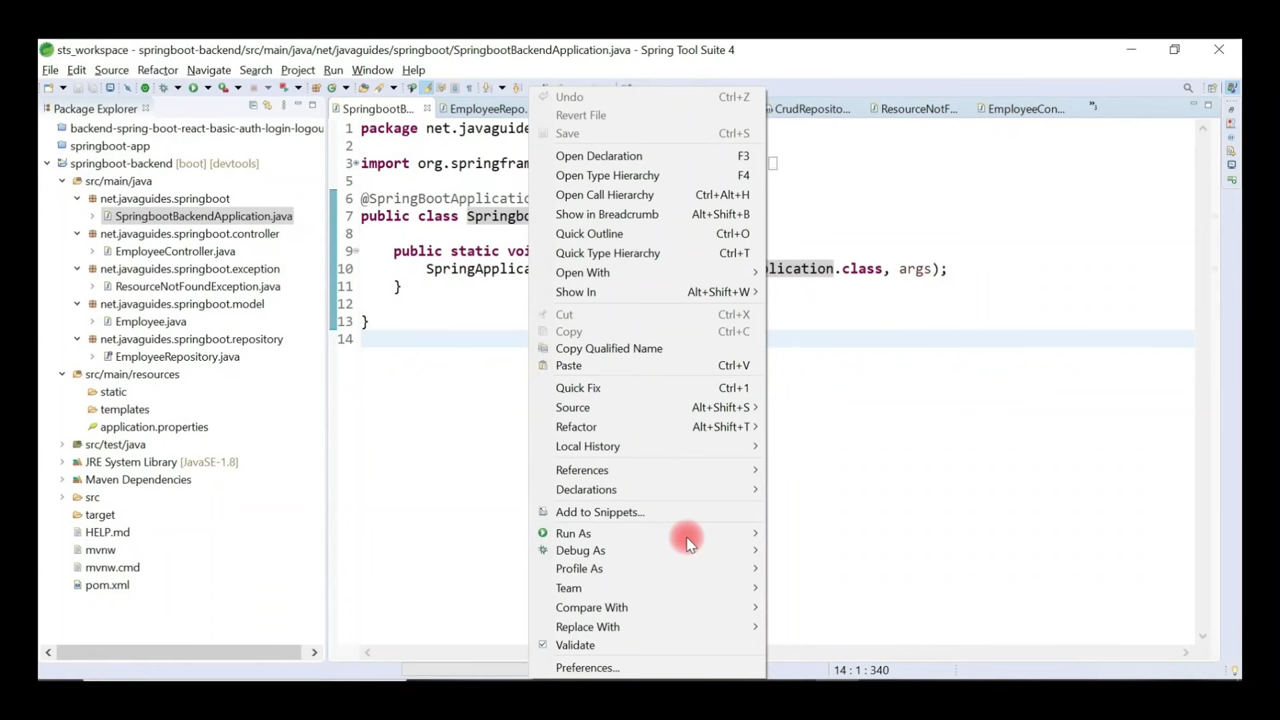 sts_workspace - springboot-backend/src/main/java/net/javaguides/springboot/SpringbootBackendApplication.java - Spring Tool Suite 4
File Edit Source Refactor Navigate Search Project Run Window Help
Package Explorer
backend-spring-boot-react-basic-auth-login-logou
springboot-app
springboot-backend [boot] [devtools]
src/main/java
net.javaguides.springboot
SpringbootBackendApplication.java
net.javaguides.springboot.controller
EmployeeController.java
net.javaguides.springboot.exception
ResourceNotFoundException.java
net.javaguides.springboot.model
Employee.java
net.javaguides.springboot.repository
EmployeeRepository.java
src/main/resources
static
templates
application.properties
src/test/java
JRE System Library [JavaSE-1.8]
Maven Dependencies
src
target
HELP.md
mvnw
mvnw.cmd
pom.xml
SpringbootB... EmployeeRepo. CrudReposito... ResourceNotF... EmployeeCon...
1 package net.javaguide
3 import org.springfram
5
6 @SpringBootApplicatio
7 public class Springbo
8
9 public static voi
10 SpringApplica plication.class, args);
11 }
12
13 }
14
Undo Ctrl+Z
Revert File
Save Ctrl+S
Open Declaration F3
Open Type Hierarchy F4
Open Call Hierarchy Ctrl+Alt+H
Show in Breadcrumb Alt+Shift+B
Quick Outline Ctrl+O
Quick Type Hierarchy Ctrl+T
Open With
Show In Alt+Shift+W
Cut Ctrl+X
Copy Ctrl+C
Copy Qualified Name
Paste Ctrl+V
Quick Fix Ctrl+1
Source Alt+Shift+S
Refactor Alt+Shift+T
Local History
References
Declarations
Add to Snippets...
Run As
Debug As
Profile As
Team
Compare With
Replace With
Validate
Preferences...
14 : 1 : 340